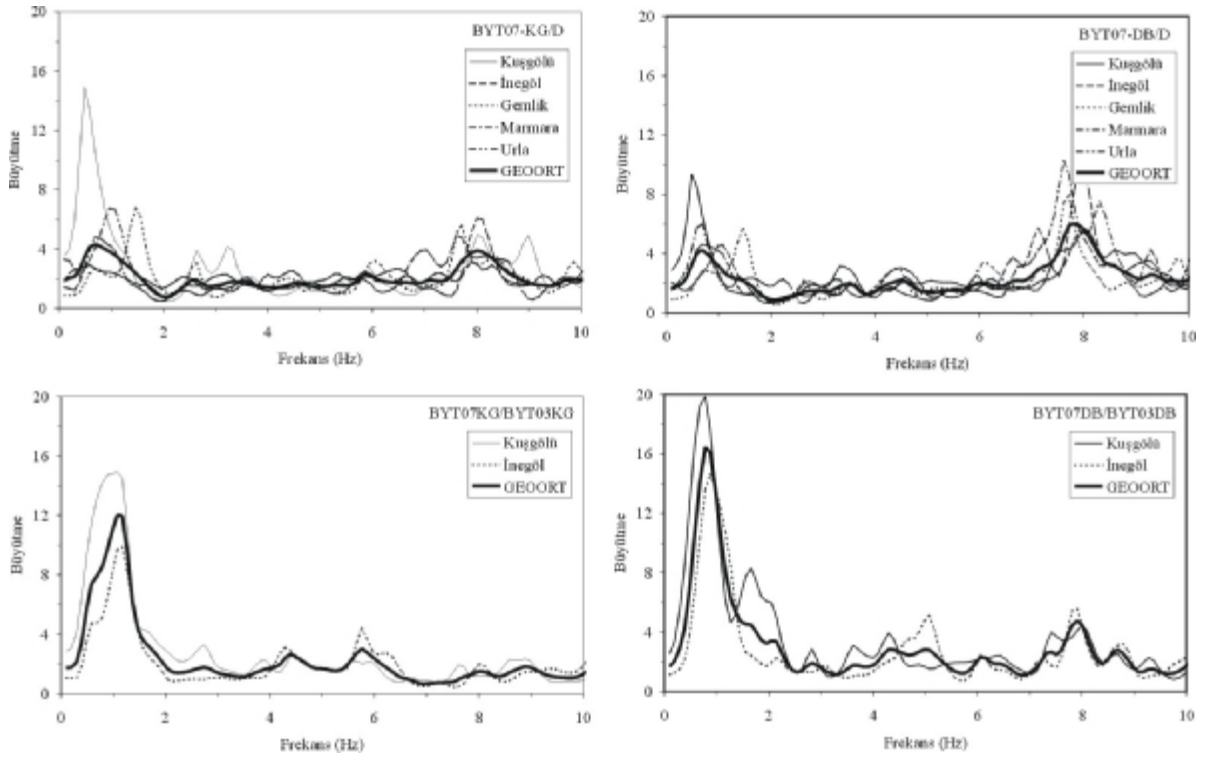 20
16
12
8
4
0
Büyütme
BYT07-KG/D
Kuşgölü
İnegöl
Gemlik
Marmara
Urla
GEOORT
0 2 4 6 8 10
Frekans (Hz)
20
16
12
8
4
0
Büyütme
BYT07-DB/D
Kuşgölü
İnegöl
Gemlik
Marmara
Urla
GEOORT
0 2 4 6 8 10
Frekans (Hz)
20
16
12
8
4
0
Büyütme
BYT07KG/BYT03KG
Kuşgölü
İnegöl
GEOORT
0 2 4 6 8 10
Frekans (Hz)
20
16
12
8
4
0
Büyütme
BYT07DB/BYT03DB
Kuşgölü
İnegöl
GEOORT
0 2 4 6 8 10
Frekans (Hz)